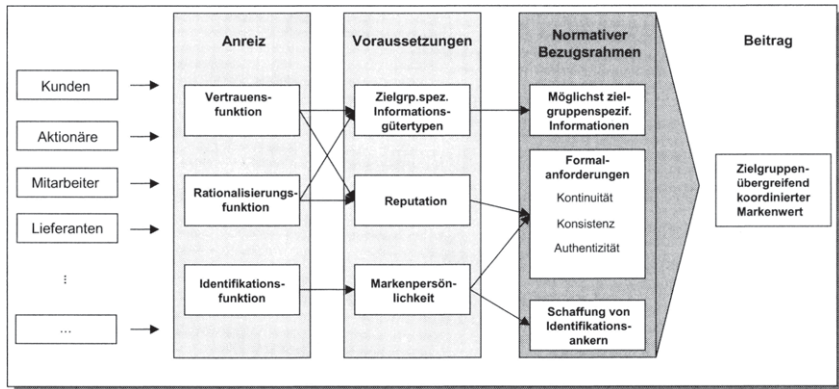 Anreiz
Voraussetzungen
Normativer
Bezugsrahmen
Beitrag
Kunden
Aktionäre
Mitarbeiter
Lieferanten
...
...
Vertrauens-
funktion
Rationalisierungs-
funktion
Identifikations-
funktion
Zielgrp.spez.
Informations-
gütertypen
Reputation
Markenpersön-
lichkeit
Möglichst ziel-
gruppenspezif.
Informationen
Formal-
anforderungen
Kontinuität
Konsistenz
Authentizität
Schaffung von
Identifikations-
ankern
Zielgruppen-
übergreifend
koordinierter
Markenwert